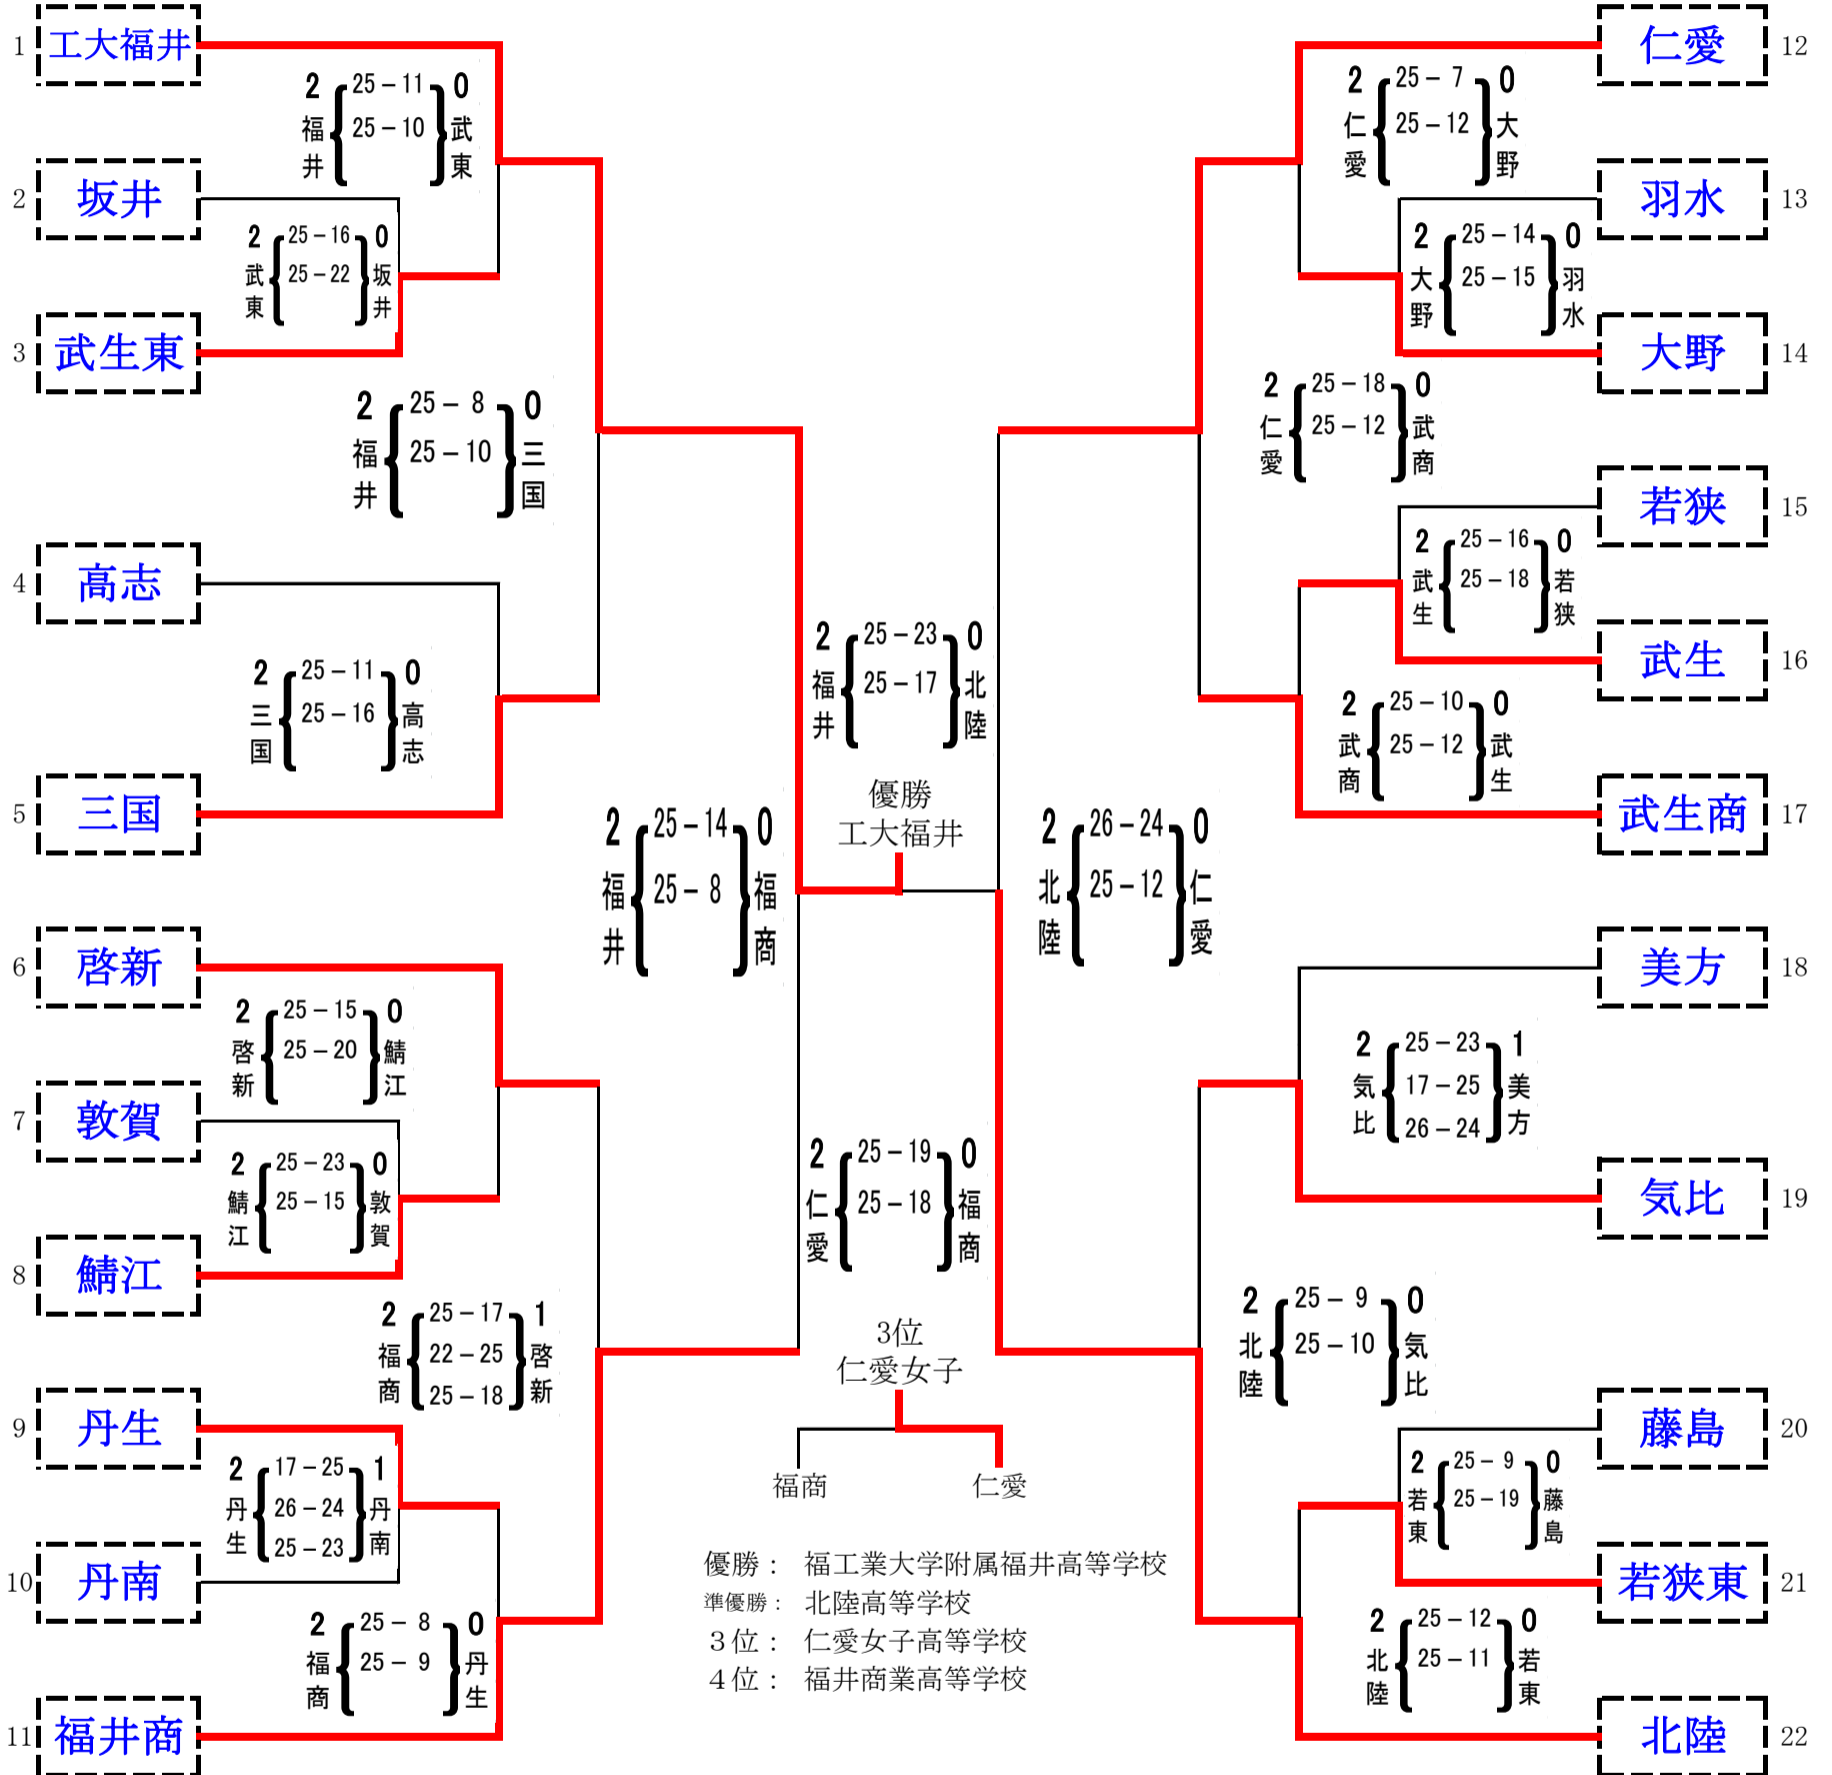 1 工大福井
2 坂井
3 武生東
4 高志
5 三国
6 啓新
7 敦賀
8 鯖江
9 丹生
10 丹南
11 福井商
2 福井 25－11 25－10 0 武東
2 武東 25－16 25－22 0 坂井
2 福井 25－8 25－10 0 三国
2 三国 25－11 25－16 0 高志
2 福井 25－14 25－8 0 福商
2 啓新 25－15 25－20 0 鯖江
2 鯖江 25－23 25－15 0 敦賀
2 福商 25－17 22－25 25－18 1 啓新
2 丹生 17－25 26－24 25－23 1 丹南
2 福商 25－8 25－9 0 丹生
2 福井 25－23 25－17 0 北陸
優勝
工大福井
2 仁愛 25－19 25－18 0 福商
3位
仁愛女子
福商 仁愛
優勝： 福工業大学附属福井高等学校
準優勝： 北陸高等学校
３位： 仁愛女子高等学校
４位： 福井商業高等学校
2 仁愛 25－7 25－12 0 大野
2 大野 25－14 25－15 0 羽水
2 仁愛 25－18 25－12 0 武商
2 武生 25－16 25－18 0 若狭
2 武商 25－10 25－12 0 武生
2 北陸 26－24 25－12 0 仁愛
2 気比 25－23 17－25 26－24 1 美方
2 北陸 25－9 25－10 0 気比
2 若東 25－9 25－19 0 藤島
2 北陸 25－12 25－11 0 若東
仁愛 12
羽水 13
大野 14
若狭 15
武生 16
武生商 17
美方 18
気比 19
藤島 20
若狭東 21
北陸 22